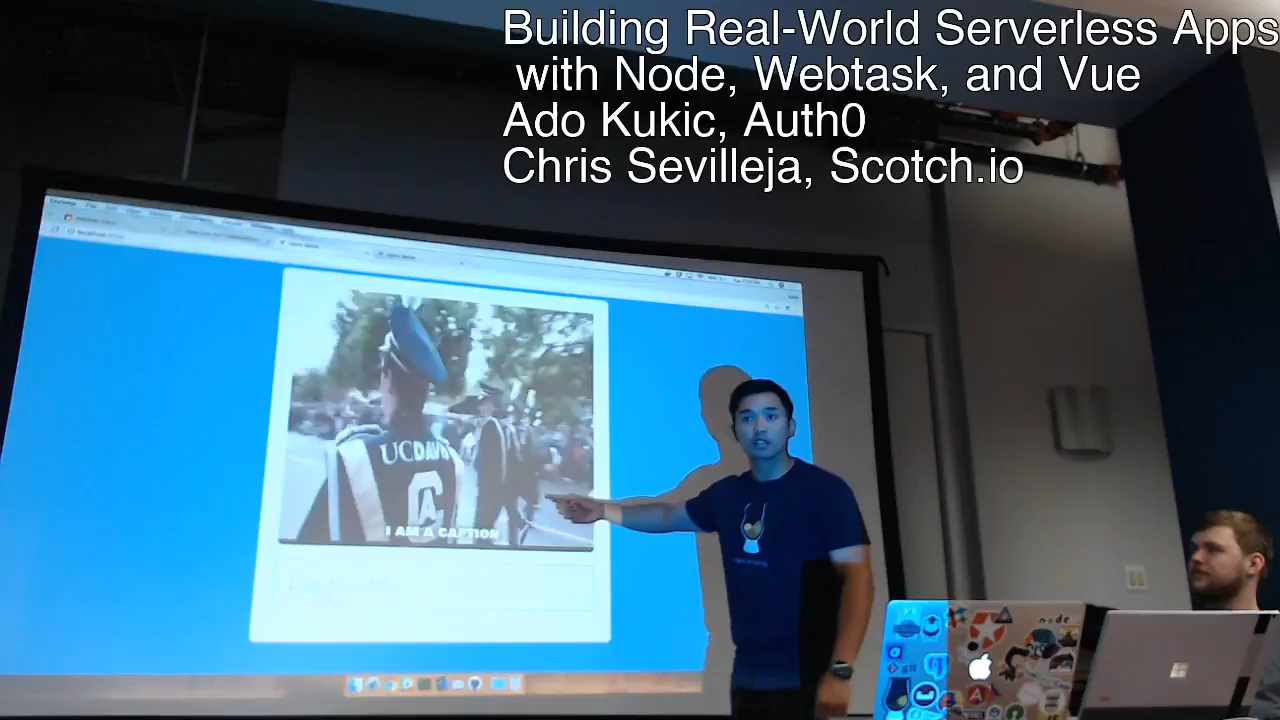 Building Real-World Serverless Apps
with Node, Webtask, and Vue
Ado Kukic, Auth0
Chris Sevilleja, Scotch.io
UCDAVIS
I AM A CAPTION
node